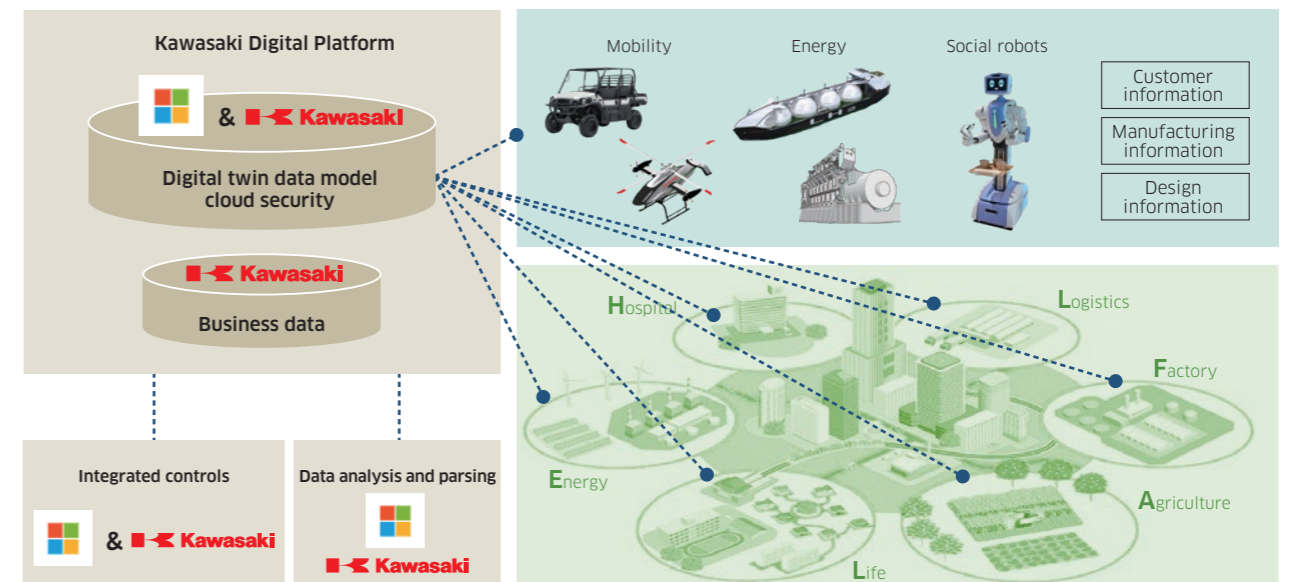 Kawasaki Digital Platform
& Kawasaki
Digital twin data model
cloud security
Kawasaki
Business data
Integrated controls
& Kawasaki
Data analysis and parsing
Kawasaki
Mobility
Energy
Social robots
Customer
information
Manufacturing
information
Design
information
Hospital
Logistics
Factory
Energy
Agriculture
Life